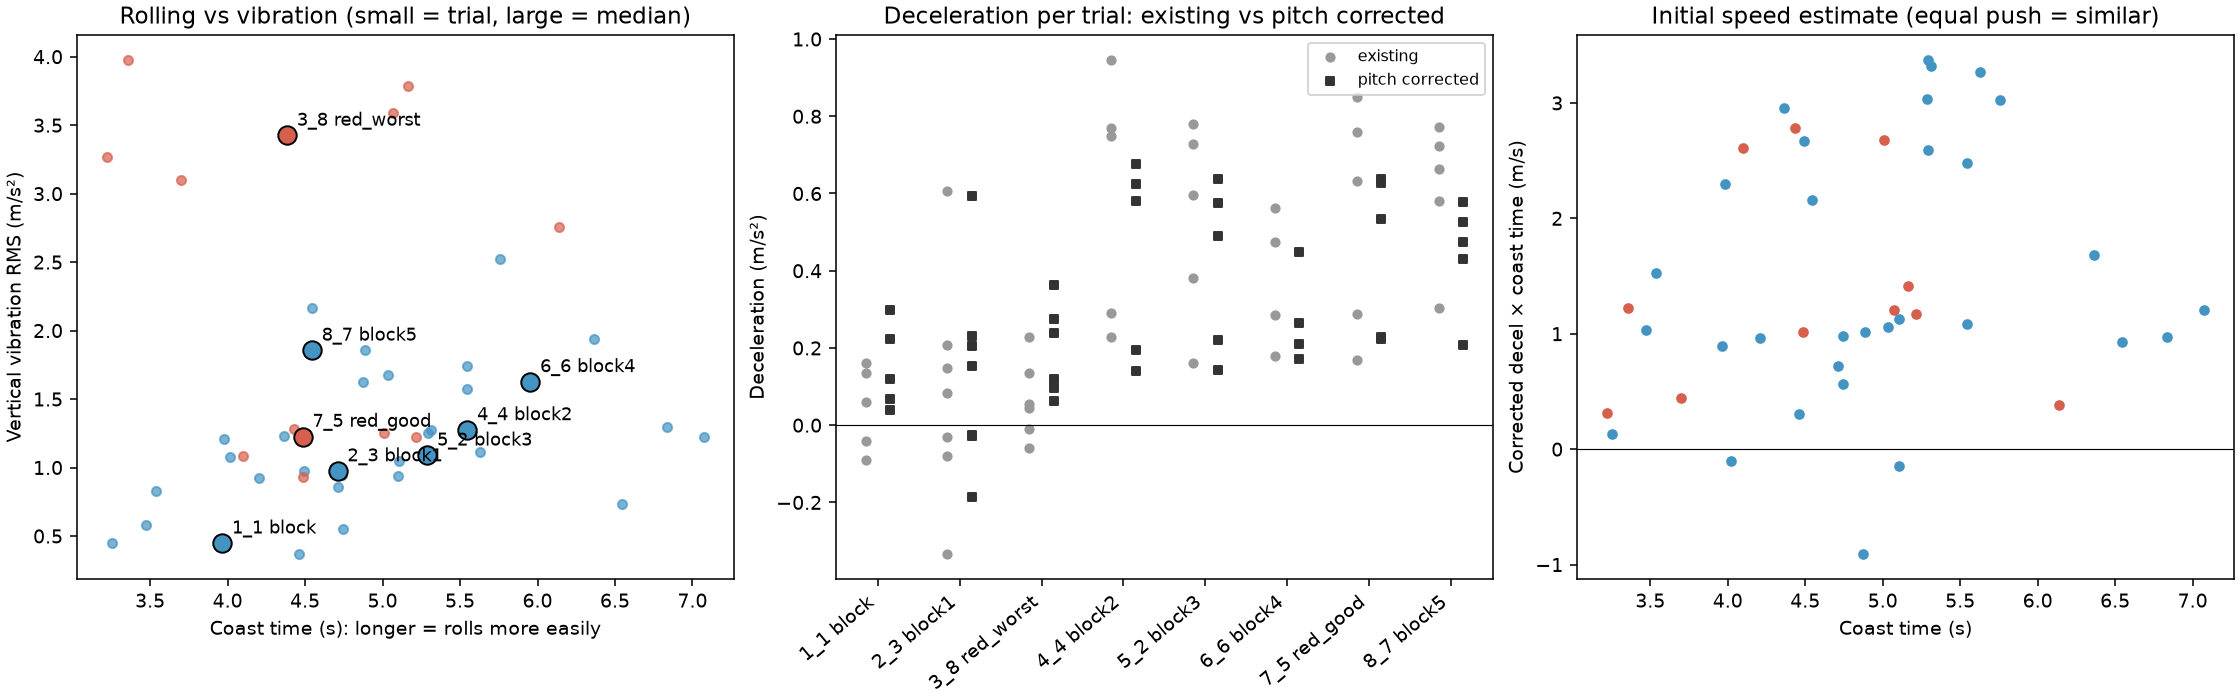 Rolling vs vibration (small = trial, large = median)
Vertical vibration RMS (m/s²)
4.0
3.5
3.0
2.5
2.0
1.5
1.0
0.5
3_8 red_worst
8_7 block5
6_6 block4
7_5 red_good
4_4 block2
5_2 block3
2_3 block1
1_1 block
3.5 4.0 4.5 5.0 5.5 6.0 6.5 7.0
Coast time (s): longer = rolls more easily
Deceleration per trial: existing vs pitch corrected
existing
pitch corrected
Deceleration (m/s²)
1.0
0.8
0.6
0.4
0.2
0.0
−0.2
1_1 block
2_3 block1
3_8 red_worst
4_4 block2
5_2 block3
6_6 block4
7_5 red_good
8_7 block5
Initial speed estimate (equal push = similar)
Corrected decel × coast time (m/s)
3
2
1
0
−1
3.5 4.0 4.5 5.0 5.5 6.0 6.5 7.0
Coast time (s)